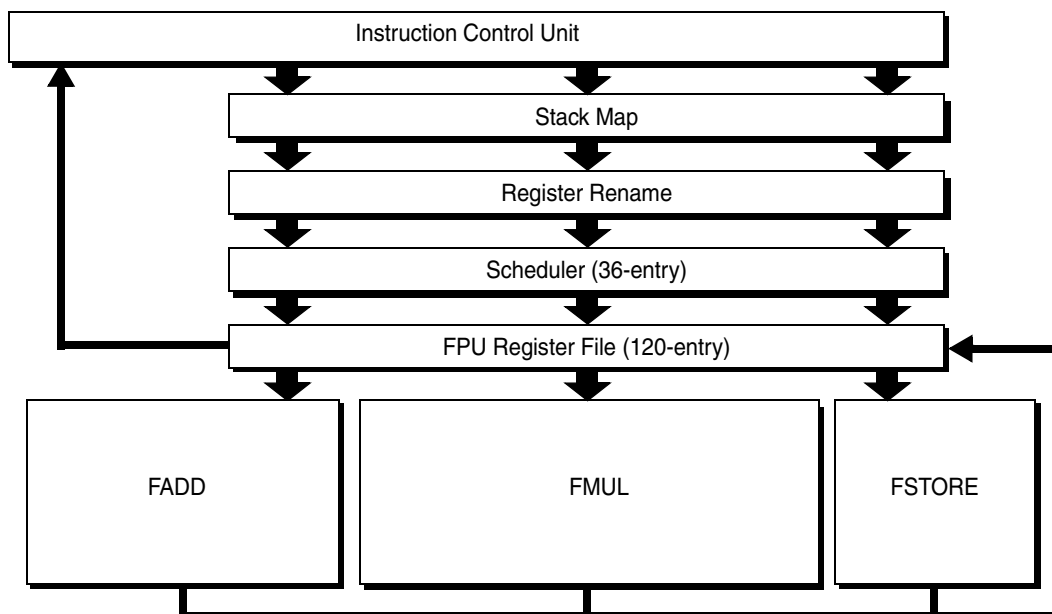 Instruction Control Unit
Stack Map
Register Rename
Scheduler (36-entry)
FPU Register File (120-entry)
FADD
FMUL
FSTORE